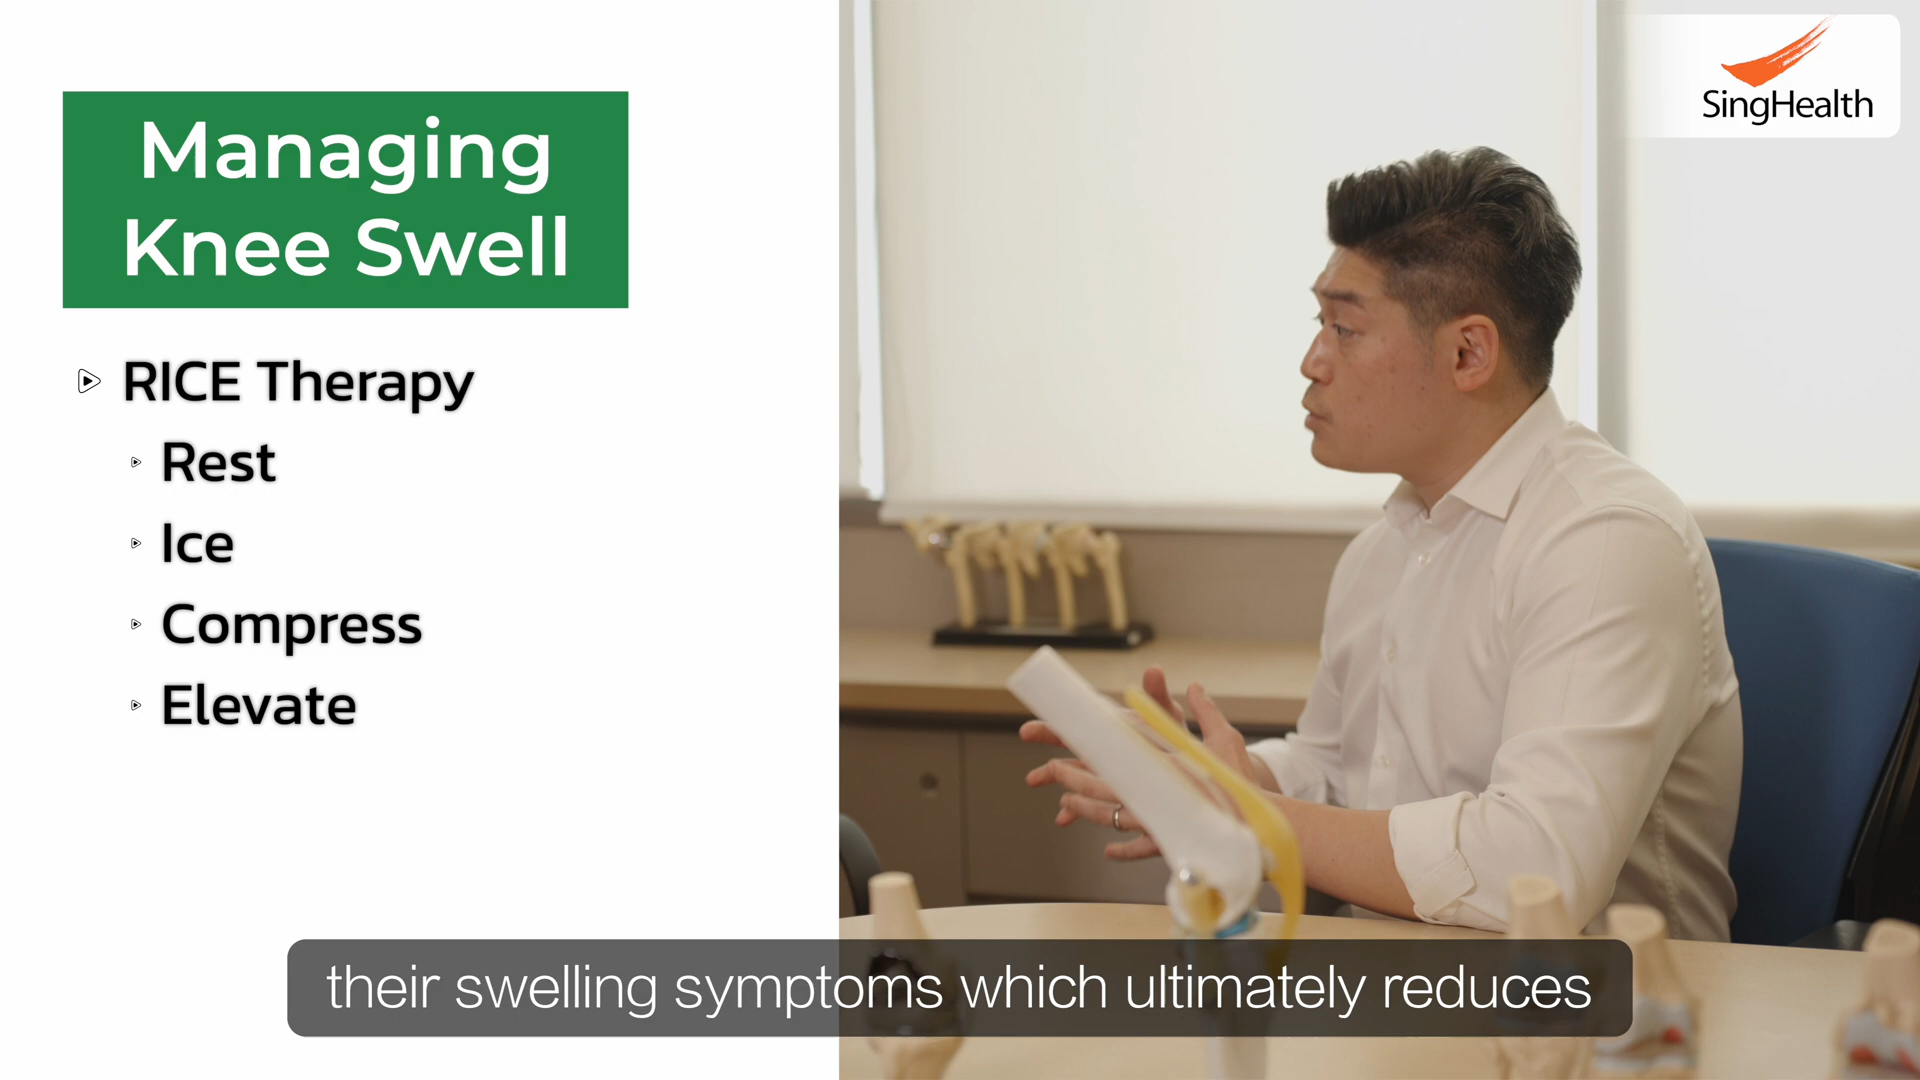 Managing
Knee Swell
RICE Therapy
Rest
Ice
Compress
Elevate
SingHealth
their swelling symptoms which ultimately reduces